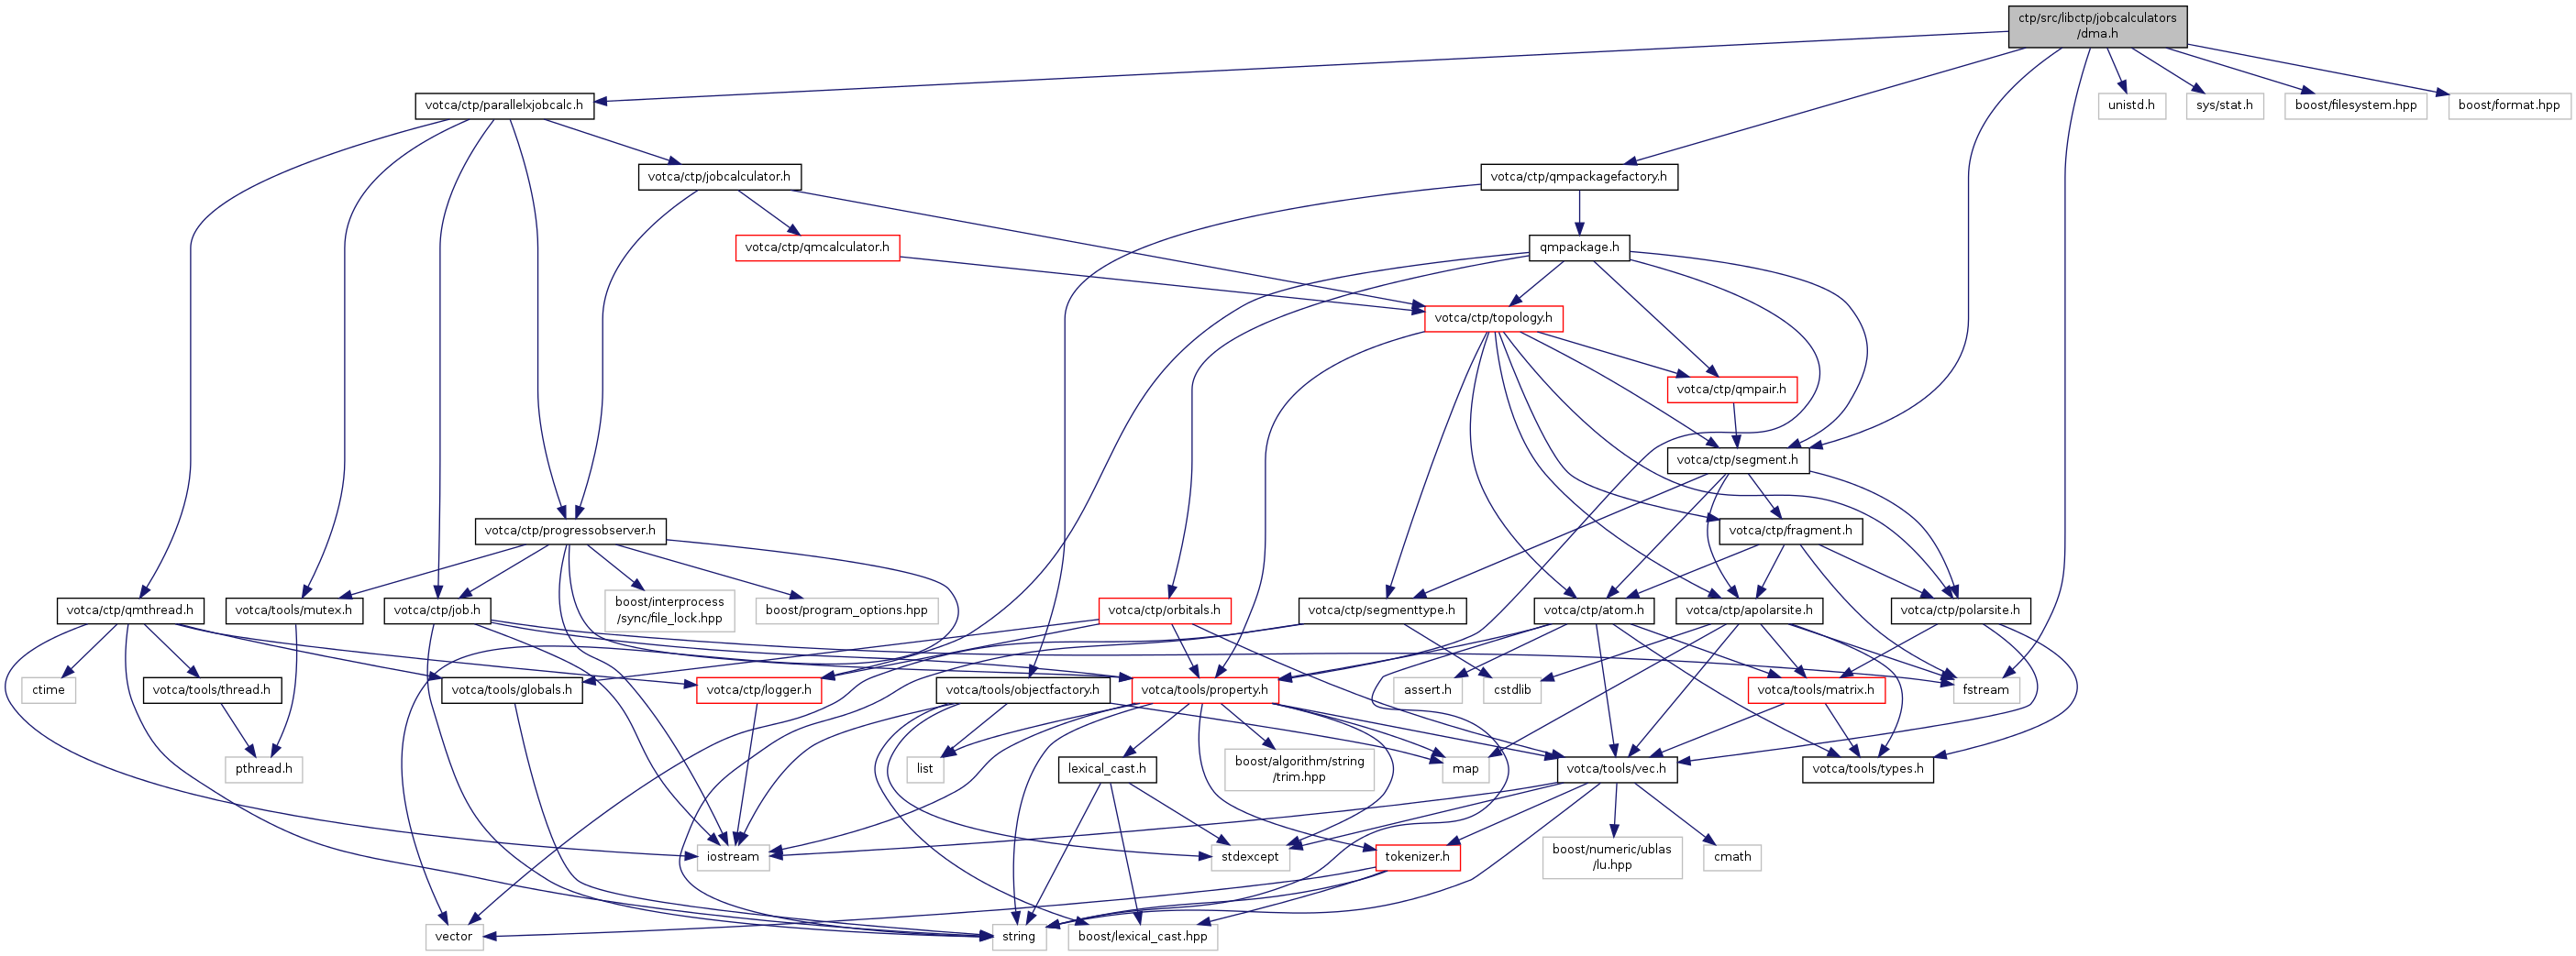 ctp/src/libctp/jobcalculators
/dma.h
votca/ctp/parallelxjobcalc.h
unistd.h
sys/stat.h
boost/filesystem.hpp
boost/format.hpp
votca/ctp/jobcalculator.h
votca/ctp/qmpackagefactory.h
votca/ctp/qmcalculator.h
qmpackage.h
votca/ctp/topology.h
votca/ctp/qmpair.h
votca/ctp/segment.h
votca/ctp/progressobserver.h
votca/ctp/fragment.h
votca/ctp/qmthread.h
votca/tools/mutex.h
votca/ctp/job.h
boost/interprocess
/sync/file_lock.hpp
boost/program_options.hpp
votca/ctp/orbitals.h
votca/ctp/segmenttype.h
votca/ctp/atom.h
votca/ctp/apolarsite.h
votca/ctp/polarsite.h
ctime
votca/tools/thread.h
votca/tools/globals.h
votca/ctp/logger.h
votca/tools/objectfactory.h
votca/tools/property.h
assert.h
cstdlib
votca/tools/matrix.h
fstream
pthread.h
list
lexical_cast.h
boost/algorithm/string
/trim.hpp
map
votca/tools/vec.h
votca/tools/types.h
iostream
stdexcept
tokenizer.h
boost/numeric/ublas
/lu.hpp
cmath
vector
string
boost/lexical_cast.hpp